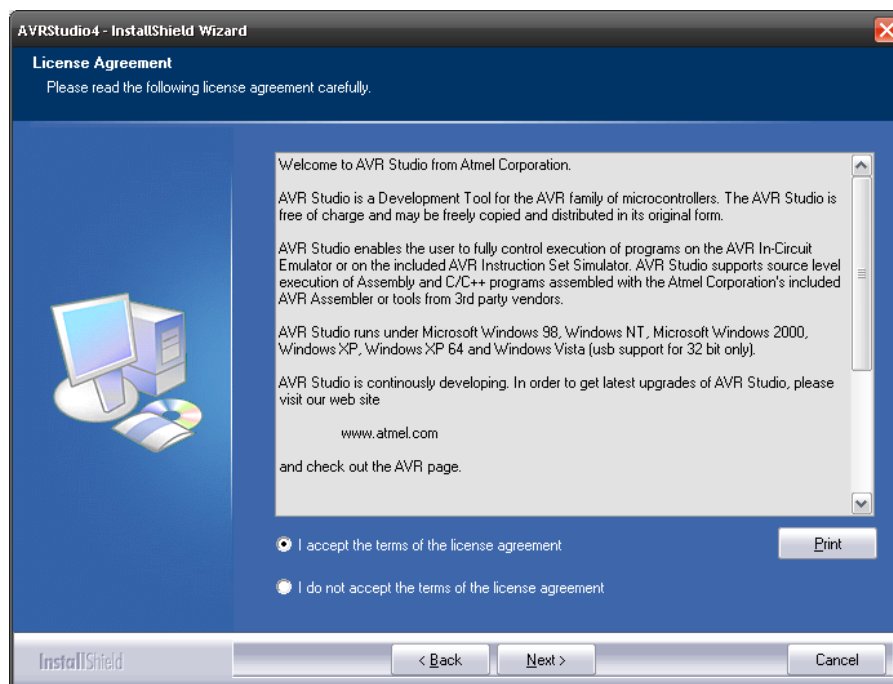 AVRStudio4 - InstallShield Wizard
License Agreement
Please read the following license agreement carefully.
Welcome to AVR Studio from Atmel Corporation.
AVR Studio is a Development Tool for the AVR family of microcontrollers. The AVR Studio is
free of charge and may be freely copied and distributed in its original form.
AVR Studio enables the user to fully control execution of programs on the AVR In-Circuit
Emulator or on the included AVR Instruction Set Simulator. AVR Studio supports source level
execution of Assembly and C/C++ programs assembled with the Atmel Corporation's included
AVR Assembler or tools from 3rd party vendors.
AVR Studio runs under Microsoft Windows 98, Windows NT, Microsoft Windows 2000,
Windows XP, Windows XP 64 and Windows Vista (usb support for 32 bit only).
AVR Studio is continously developing. In order to get latest upgrades of AVR Studio, please
visit our web site
www.atmel.com
and check out the AVR page.
I accept the terms of the license agreement
Print
I do not accept the terms of the license agreement
InstallShield
< Back
Next >
Cancel